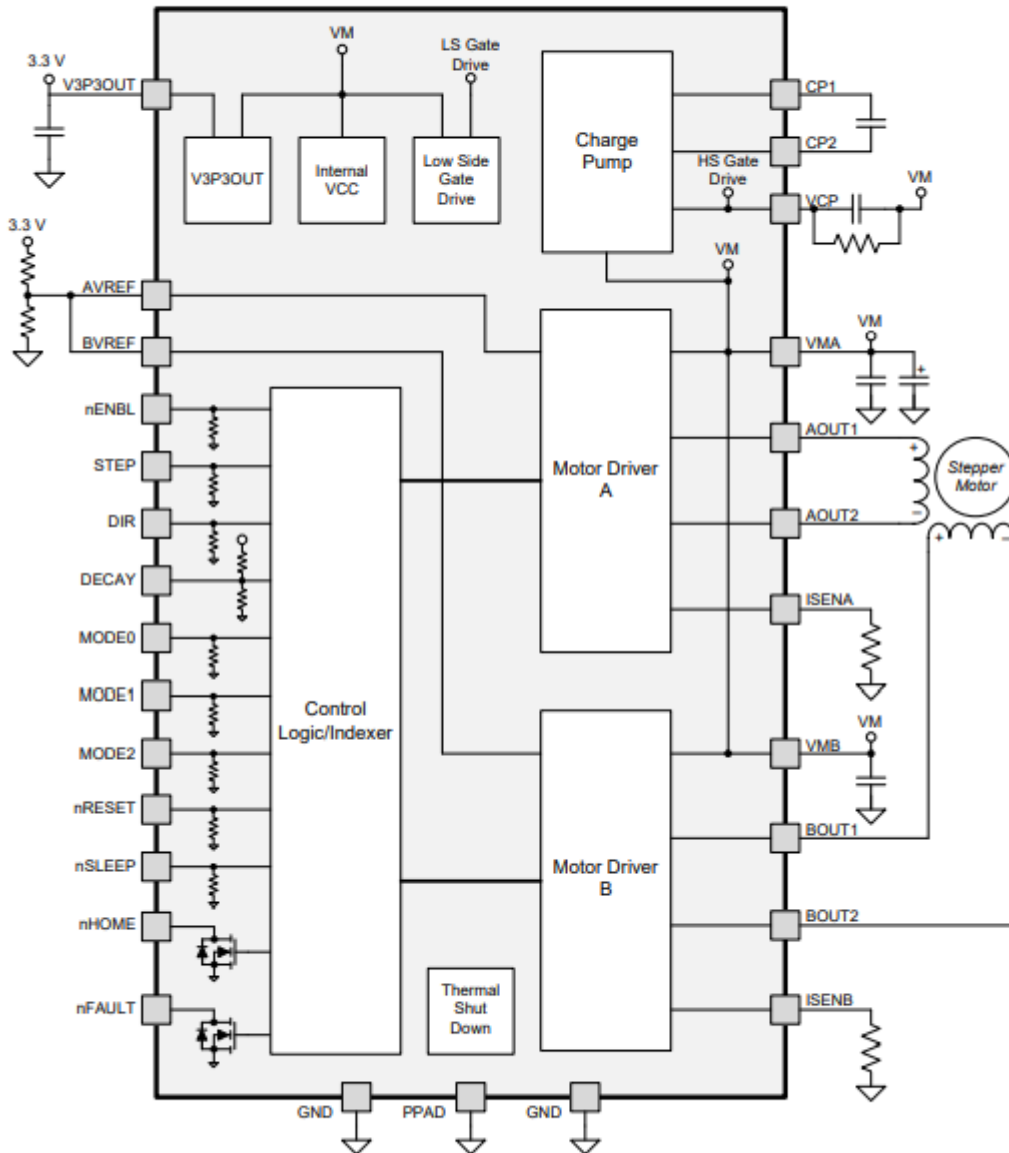 3.3 V
V3P3OUT
VM
LS Gate
Drive
V3P3OUT
Internal
VCC
Low Side
Gate
Drive
Charge
Pump
HS Gate
Drive
CP1
CP2
VCP
VM
3.3 V
AVREF
BVREF
nENBL
STEP
DIR
DECAY
MODE0
MODE1
MODE2
nRESET
nSLEEP
nHOME
nFAULT
Control
Logic/Indexer
VM
Motor Driver
A
VM
VMA
+
AOUT1
+
Stepper
Motor
AOUT2
–
+
–
ISENA
Motor Driver
B
VM
VMB
BOUT1
BOUT2
ISENB
Thermal
Shut
Down
GND
PPAD
GND